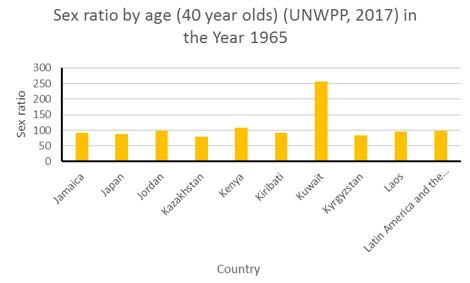 Sex ratio by age (40 year olds) (UNWPP, 2017) in
the Year 1965
300
250
200
150
100
50
0
Sex ratio
Jamaica
Japan
Jordan
Kazakhstan
Kenya
Kiribati
Kuwait
Kyrgyzstan
Laos
Latin America and the...
Country